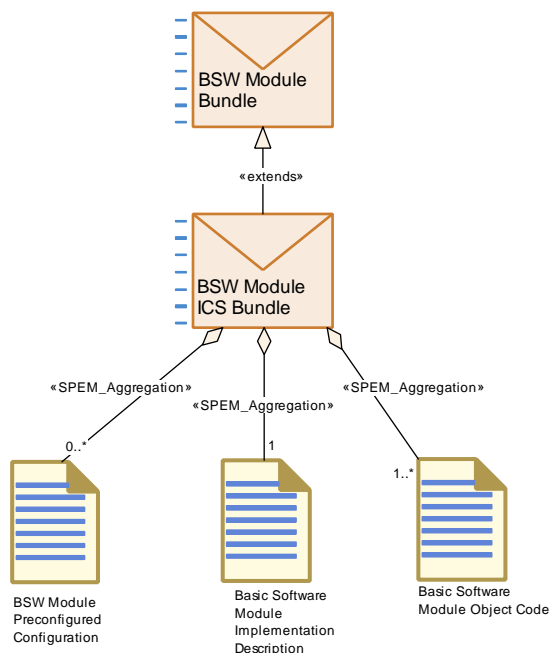 BSW Module
Bundle
«extends»
BSW Module
ICS Bundle
«SPEM_Aggregation»
«SPEM_Aggregation»
«SPEM_Aggregation»
0..*
1
1..*
BSW Module
Preconfigured
Configuration
Basic Software
Module
Implementation
Description
Basic Software
Module Object Code